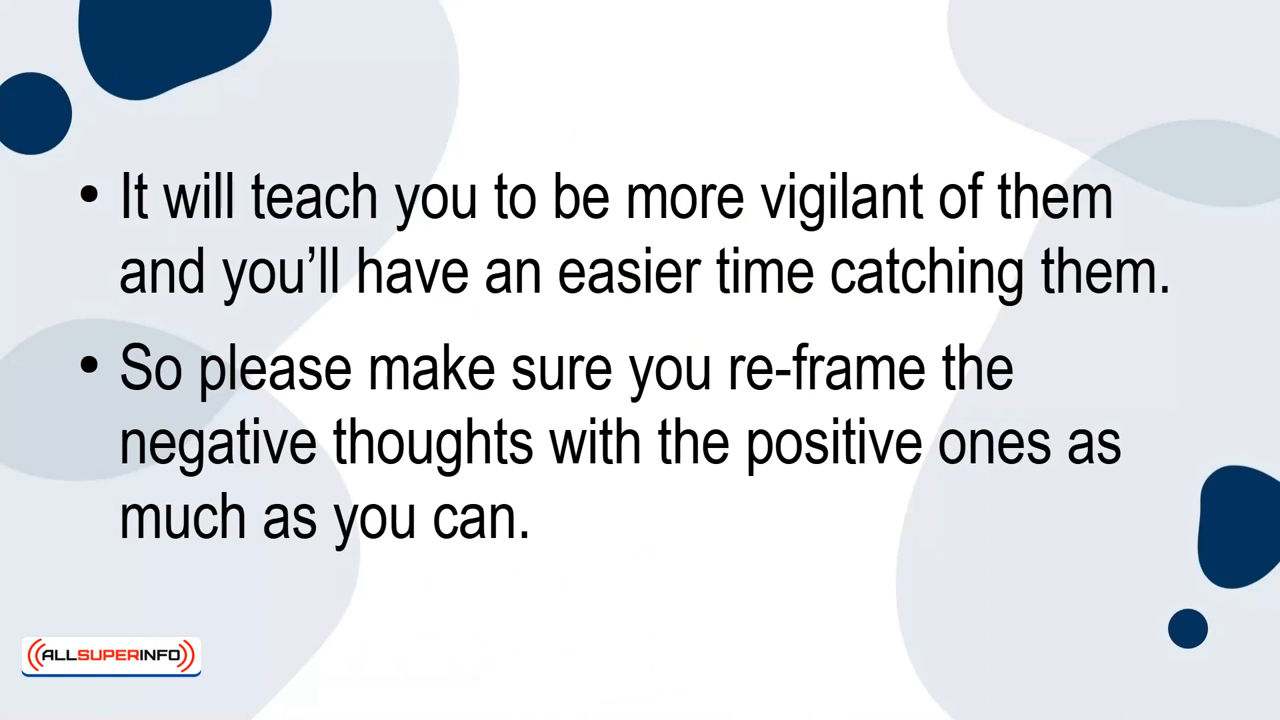 • It will teach you to be more vigilant of them
and you’ll have an easier time catching them.
• So please make sure you re-frame the
negative thoughts with the positive ones as
much as you can.
ALLSUPERINFO